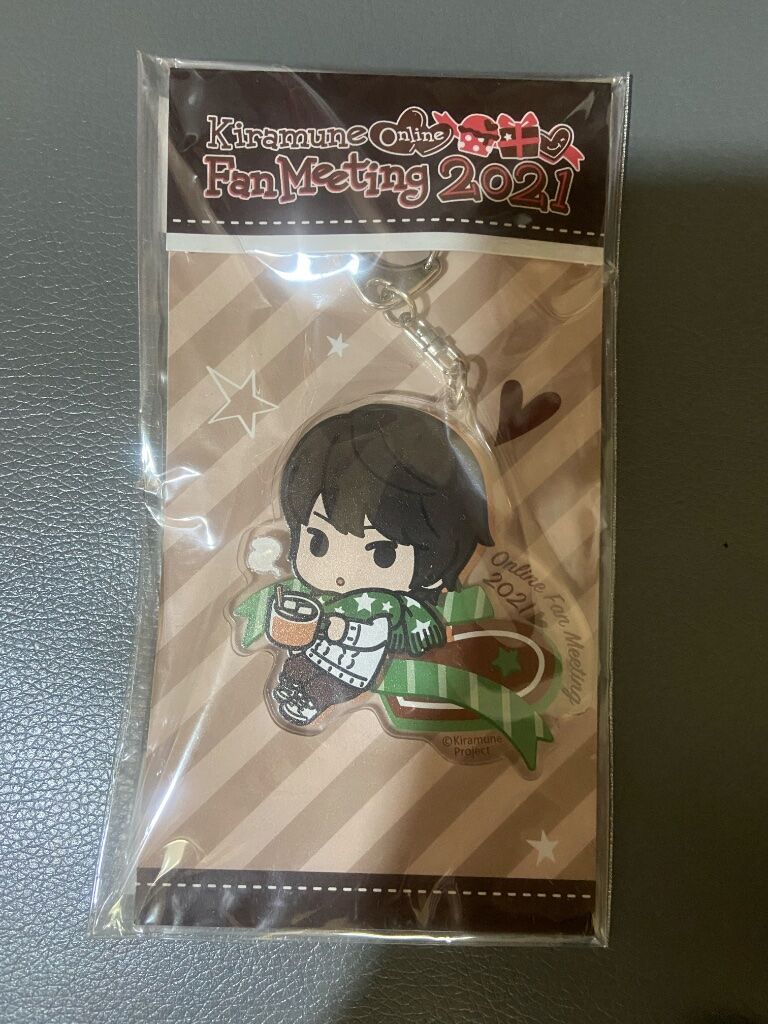 Kiramune Online
Fan Meeting 2021
Online Fan Meeting
2021
©Kiramune
Project